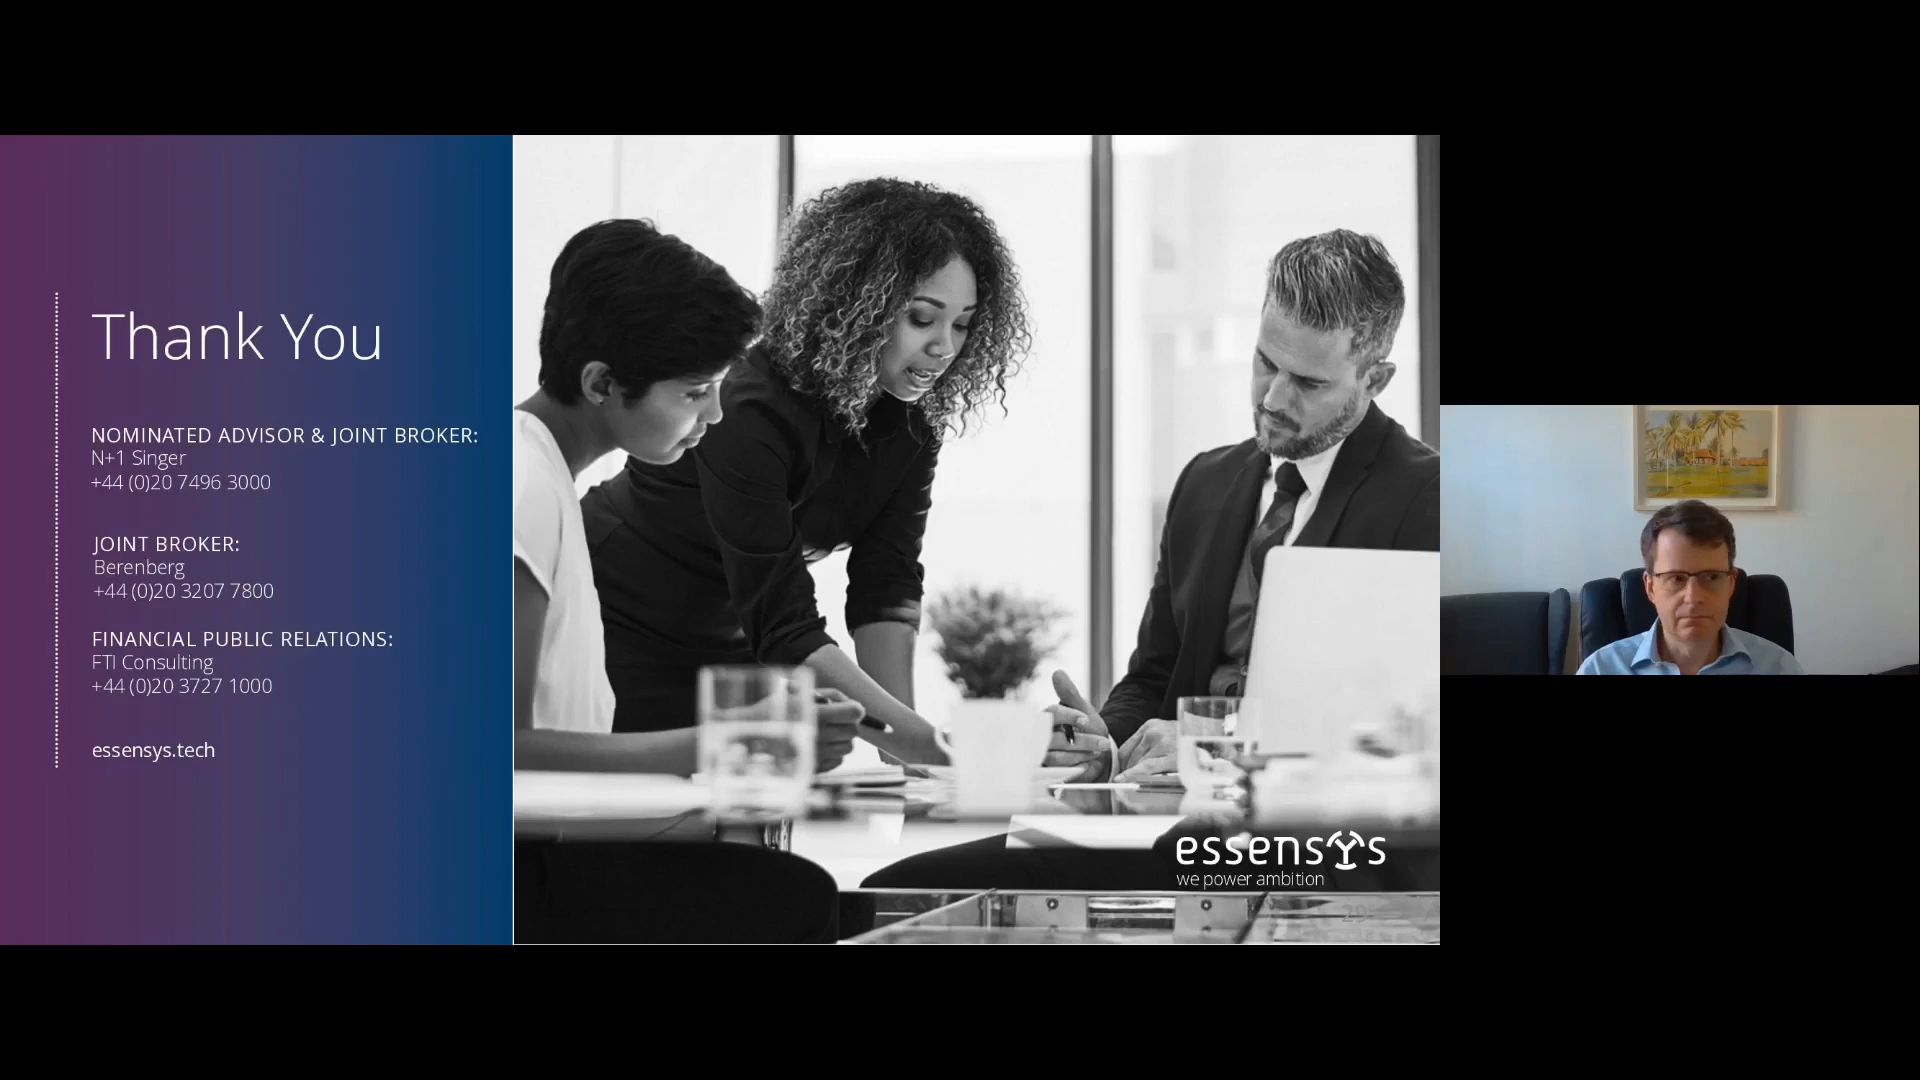 Thank You
NOMINATED ADVISOR & JOINT BROKER:
N+1 Singer
+44 (0)20 7496 3000
JOINT BROKER:
Berenberg
+44 (0)20 3207 7800
FINANCIAL PUBLIC RELATIONS:
FTI Consulting
+44 (0)20 3727 1000
essensys.tech
essensys
we power ambition
29